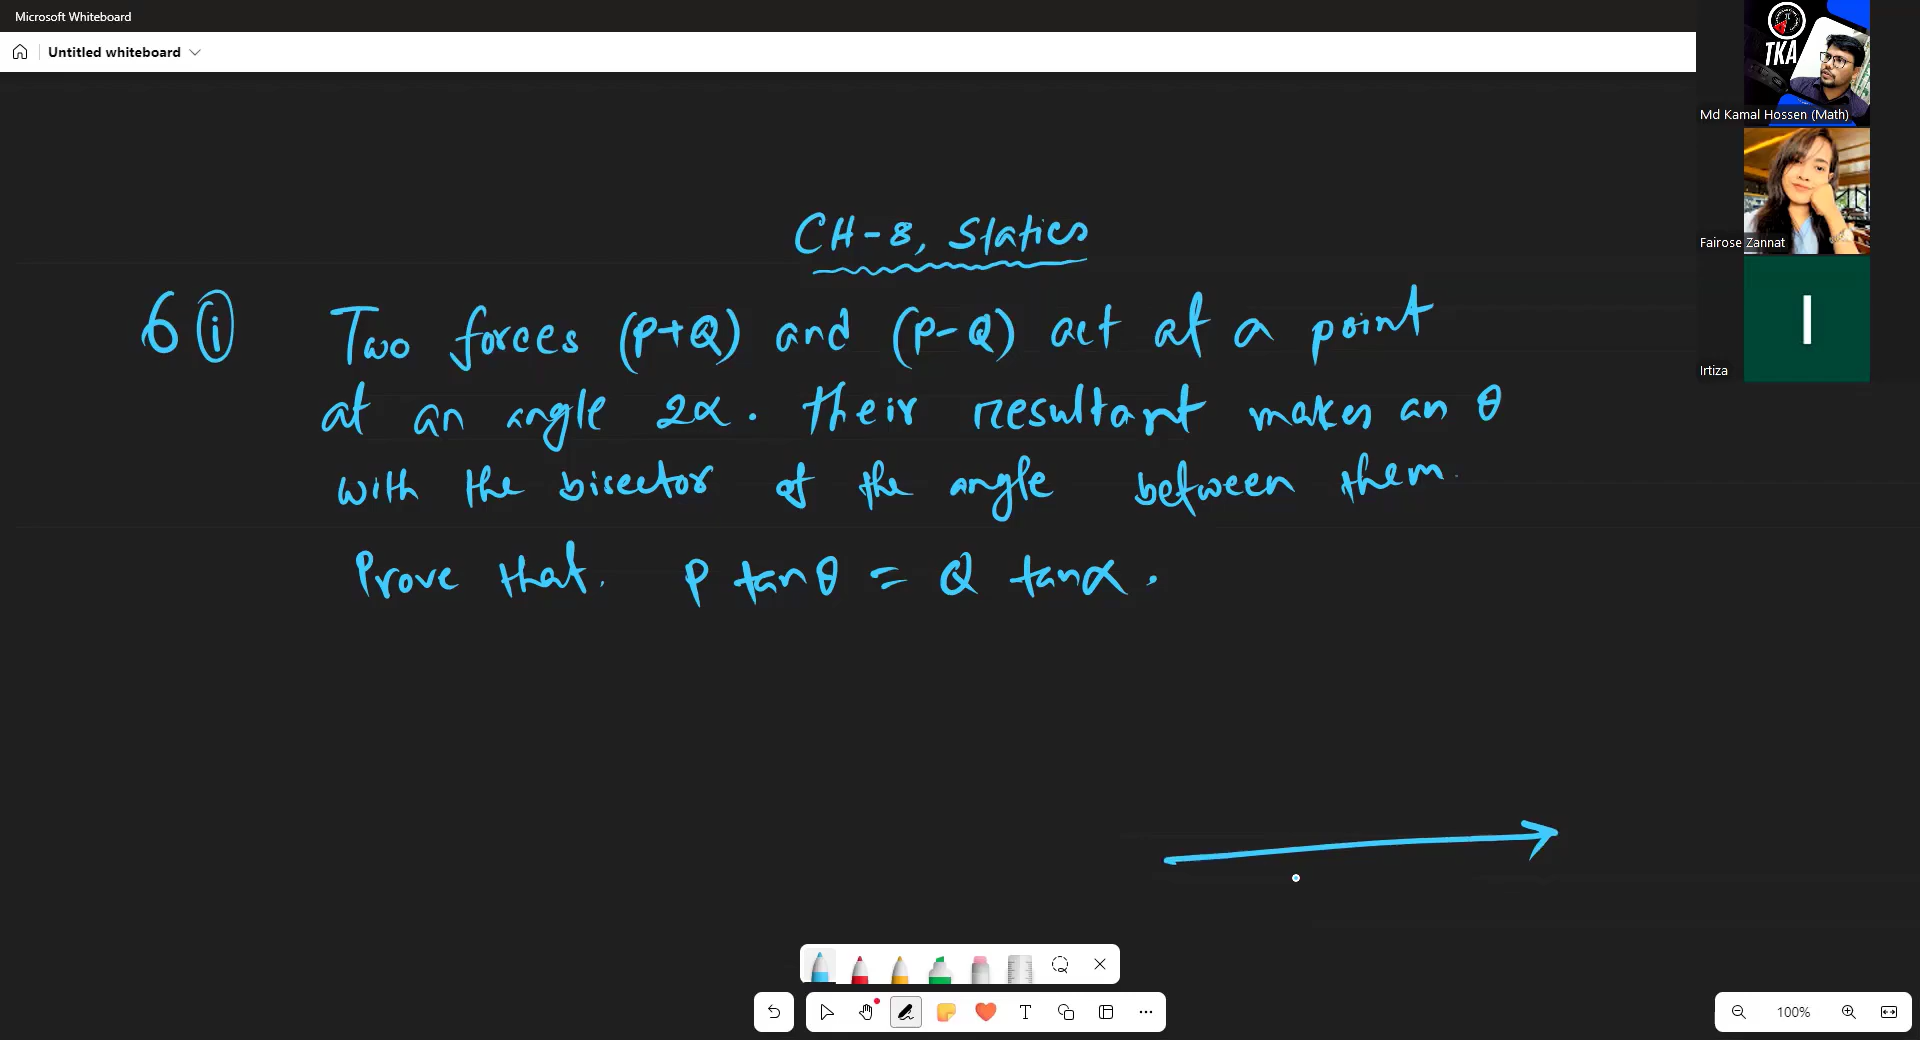 Microsoft Whiteboard
Untitled whiteboard
TKA
Md Kamal Hossen (Math)
Fairose Zannat
I
Irtiza
CH-8, Statics
6 (i) Two forces (P+Q) and (P-Q) act at a point
at an angle 2α. Their resultant makes an θ
with the bisector of the angle between them.
Prove that. P tanθ = Q tanα.
T
100%